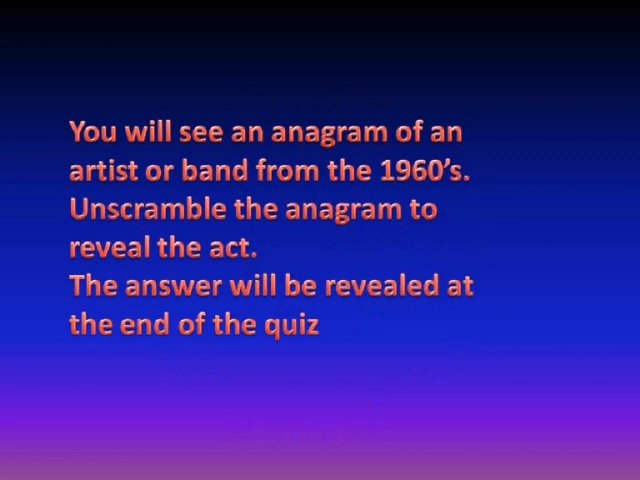 You will see an anagram of an
artist or band from the 1960’s.
Unscramble the anagram to
reveal the act.
The answer will be revealed at
the end of the quiz